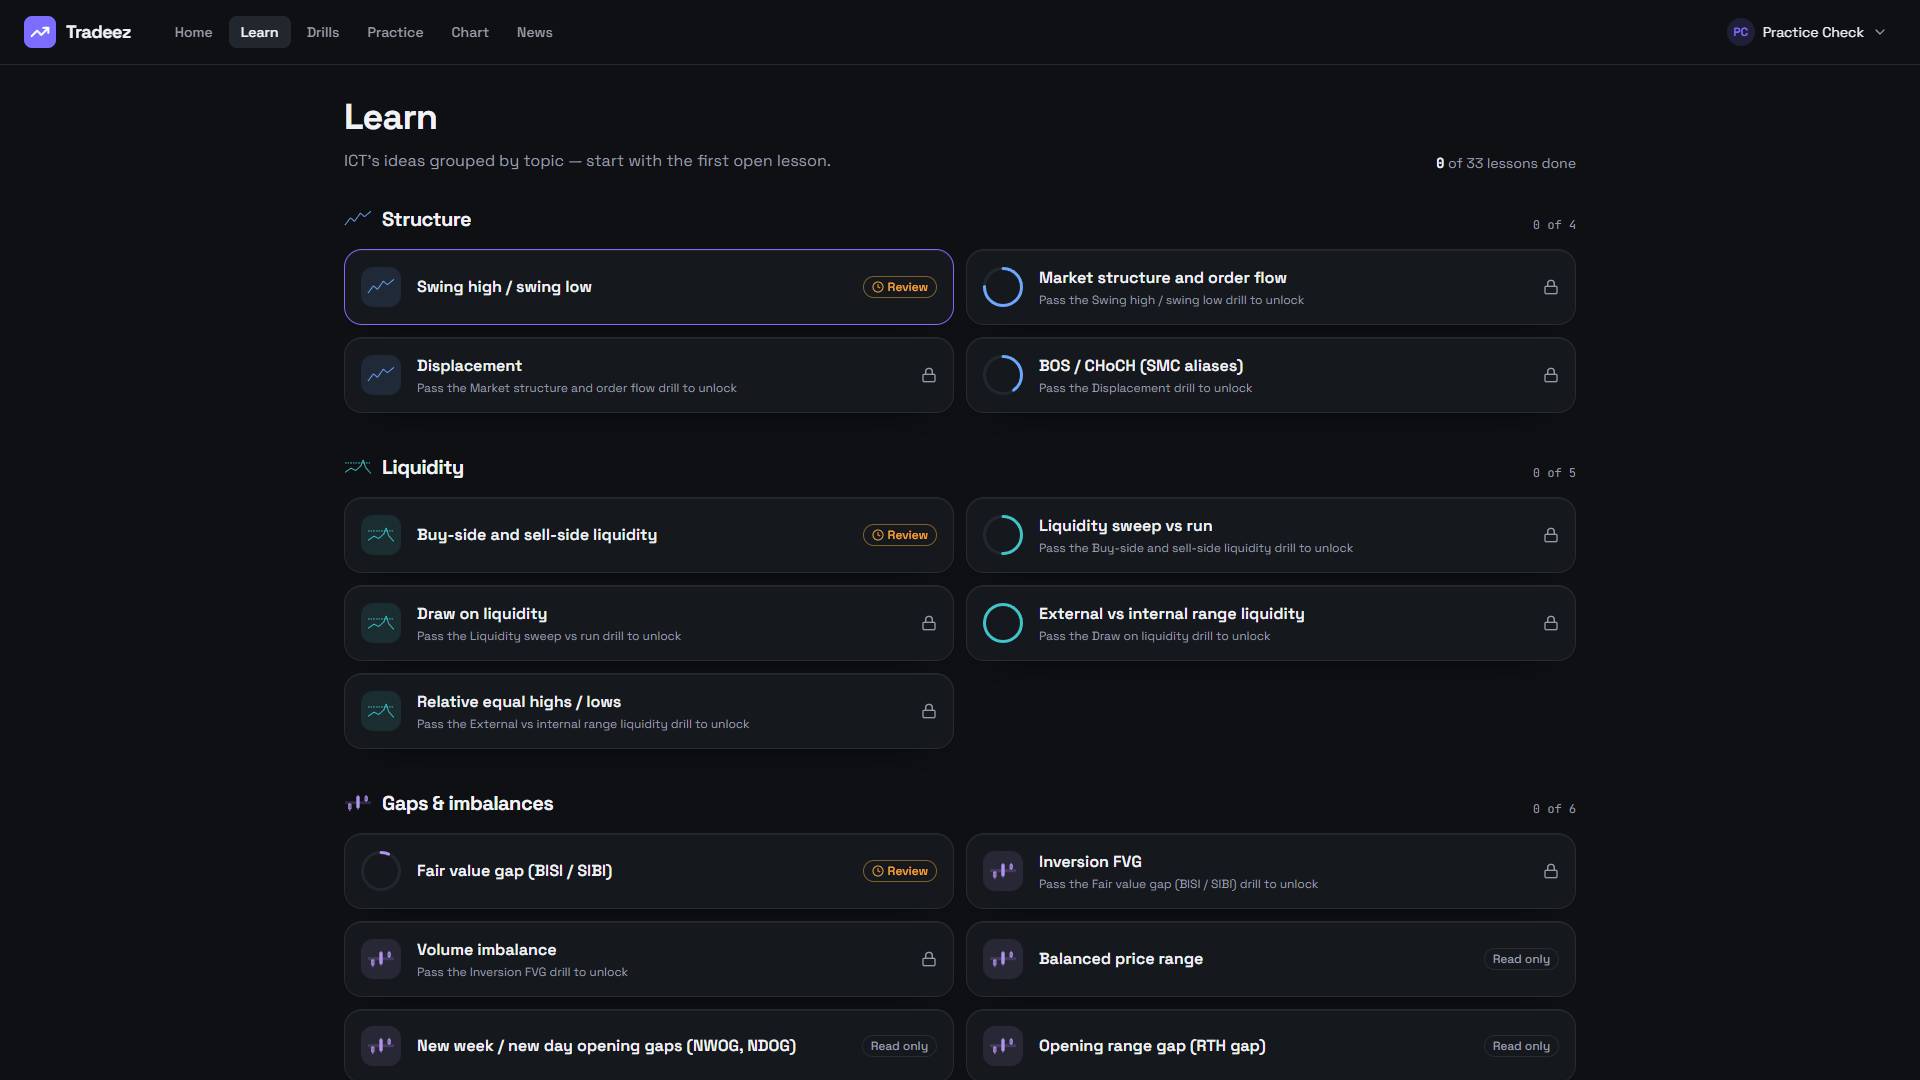 Tradeez
Home
Learn
Drills
Practice
Chart
News
PC
Practice Check
Learn
ICT's ideas grouped by topic — start with the first open lesson.
0 of 33 lessons done
Structure
0 of 4
Swing high / swing low
Review
Market structure and order flow
Pass the Swing high / swing low drill to unlock
Displacement
Pass the Market structure and order flow drill to unlock
BOS / CHoCH (SMC aliases)
Pass the Displacement drill to unlock
Liquidity
0 of 5
Buy-side and sell-side liquidity
Review
Liquidity sweep vs run
Pass the Buy-side and sell-side liquidity drill to unlock
Draw on liquidity
Pass the Liquidity sweep vs run drill to unlock
External vs internal range liquidity
Pass the Draw on liquidity drill to unlock
Relative equal highs / lows
Pass the External vs internal range liquidity drill to unlock
Gaps & imbalances
0 of 6
Fair value gap (BISI / SIBI)
Review
Inversion FVG
Pass the Fair value gap (BISI / SIBI) drill to unlock
Volume imbalance
Pass the Inversion FVG drill to unlock
Balanced price range
Read only
New week / new day opening gaps (NWOG, NDOG)
Read only
Opening range gap (RTH gap)
Read only